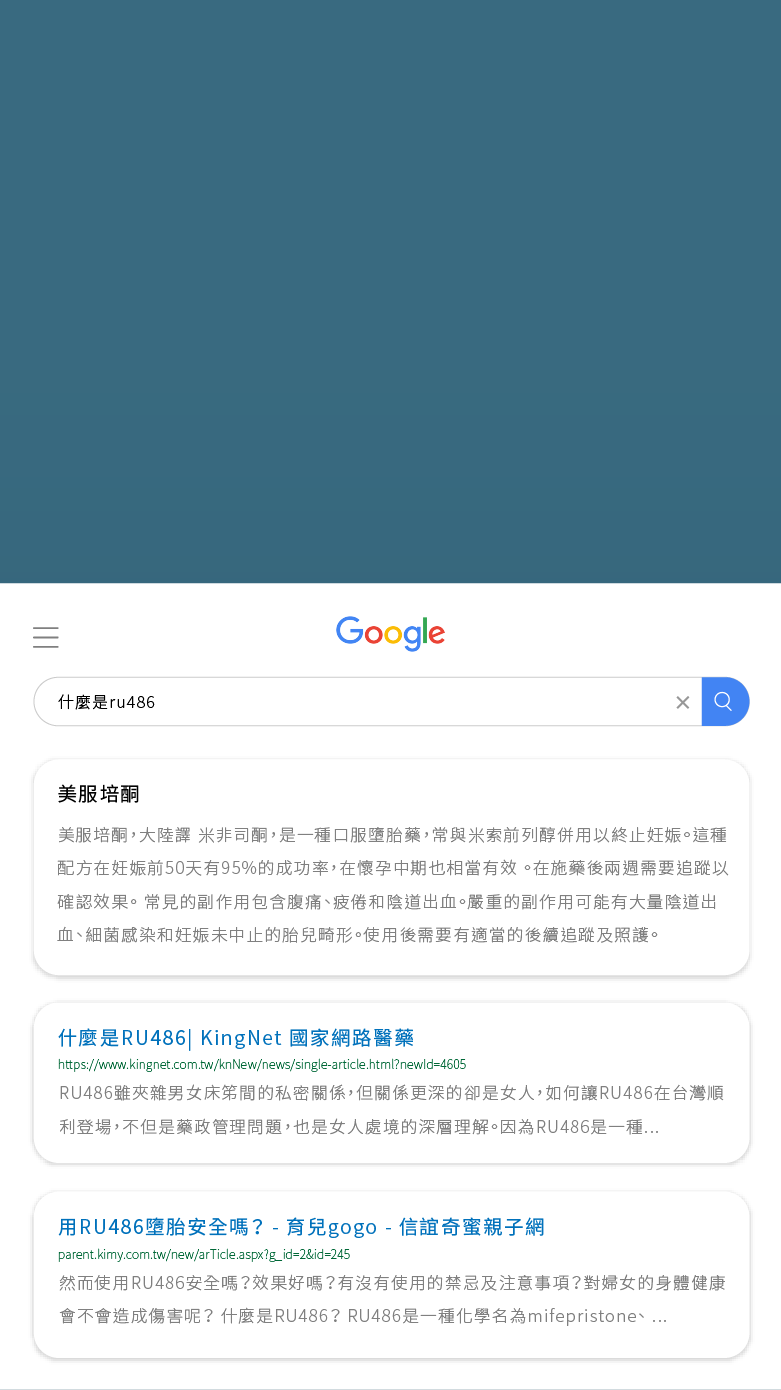 Google
什麼是ru486
美服培酮
美服培酮，大陸譯 米非司酮，是一種口服墮胎藥，常與米索前列醇併用以終止妊娠。這種
配方在妊娠前50天有95%的成功率，在懷孕中期也相當有效 。在施藥後兩週需要追蹤以
確認效果。 常見的副作用包含腹痛、疲倦和陰道出血。嚴重的副作用可能有大量陰道出
血、細菌感染和妊娠未中止的胎兒畸形。使用後需要有適當的後續追蹤及照護。
什麼是RU486| KingNet 國家網路醫藥
https://www.kingnet.com.tw/knNew/news/single-article.html?newId=4605
RU486雖夾雜男女床笫間的私密關係，但關係更深的卻是女人，如何讓RU486在台灣順
利登場，不但是藥政管理問題，也是女人處境的深層理解。因為RU486是一種...
用RU486墮胎安全嗎？ - 育兒gogo - 信誼奇蜜親子網
parent.kimy.com.tw/new/arTicle.aspx?g_id=2&id=245
然而使用RU486安全嗎？效果好嗎？有沒有使用的禁忌及注意事項？對婦女的身體健康
會不會造成傷害呢？ 什麼是RU486？ RU486是一種化學名為mifepristone、 ...